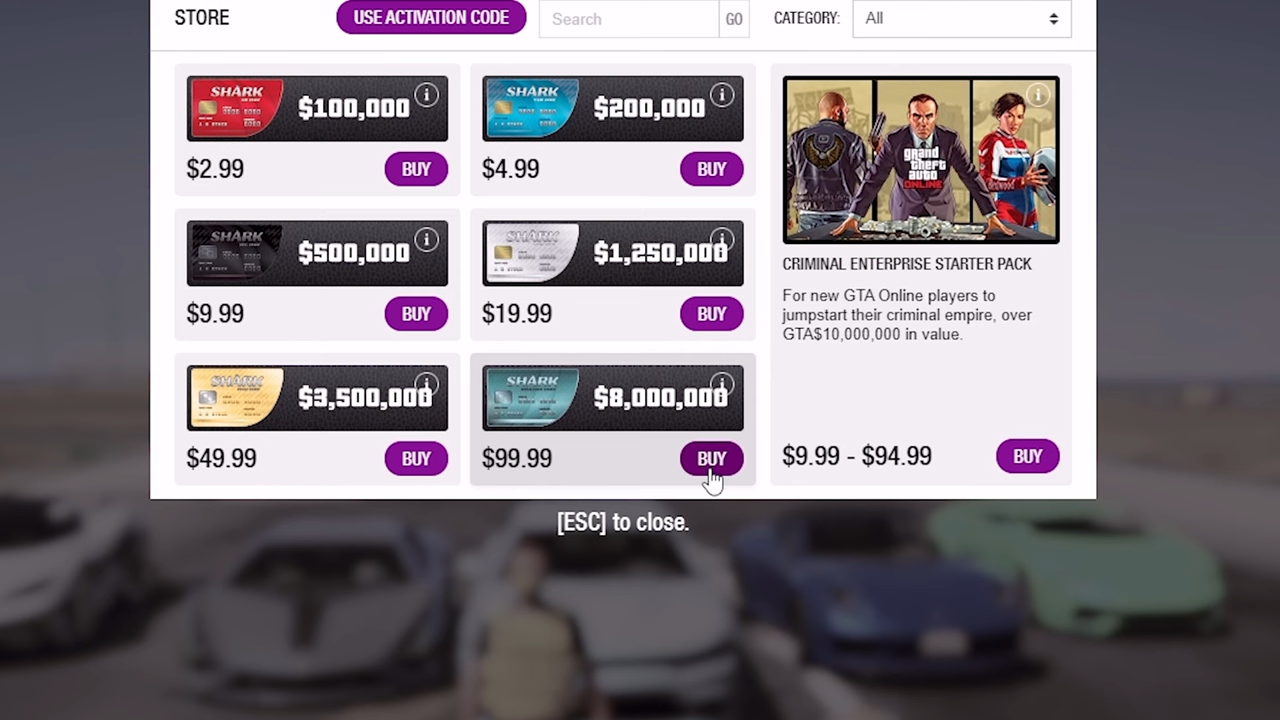 STORE
USE ACTIVATION CODE
Search
GO
CATEGORY:
All
SHARK
$100,000
$2.99
BUY
SHARK
$200,000
$4.99
BUY
SHARK
$500,000
$9.99
BUY
SHARK
$1,250,000
$19.99
BUY
SHARK
$3,500,000
$49.99
BUY
SHARK
$8,000,000
$99.99
BUY
grand
theft
auto
ONLINE
Redwood
CRIMINAL ENTERPRISE STARTER PACK
For new GTA Online players to
jumpstart their criminal empire, over
GTA$10,000,000 in value.
$9.99 - $94.99
BUY
[ESC] to close.